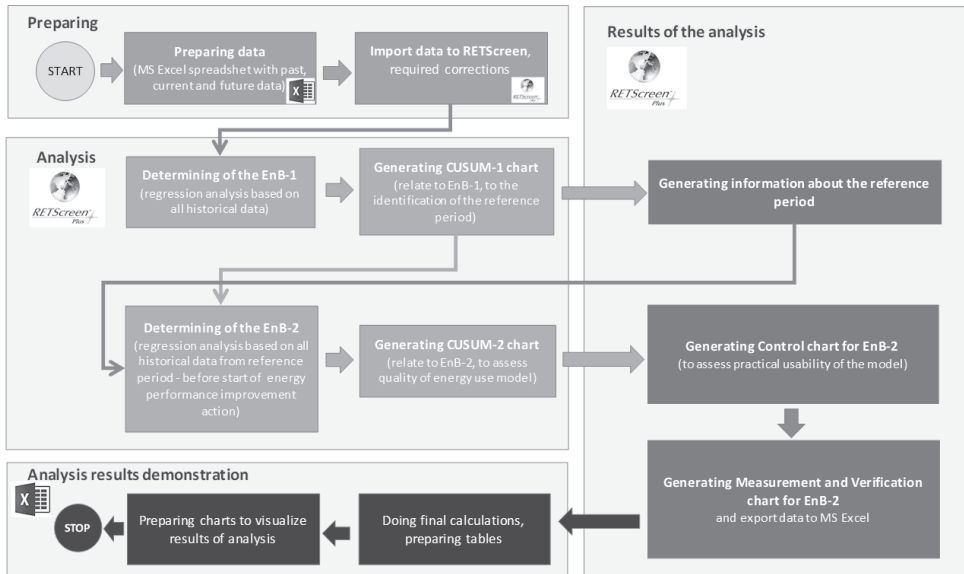 Preparing
START
Preparing data
(MS Excel spreadshet with past,
current and future data)
X
Import data to RETScreen,
required corrections
RETScreen
Plus
Results of the analysis
RETScreen
Plus
Analysis
RETScreen
Plus
Determining of the EnB-1
(regression analysis based on
all historical data)
Generating CUSUM-1 chart
(relate to EnB-1, to the
identification of the reference
period)
Generating information about the reference
period
Determining of the EnB-2
(regression analysis based on all
historical data from reference
period - before start of energy
performance improvement
action)
Generating CUSUM-2 chart
(relate to EnB-2, to assess
quality of energy use model)
Generating Control chart for EnB-2
(to assess practical usability of the model)
Generating Measurement and Verification
chart for EnB-2
and export data to MS Excel
Analysis results demonstration
X
Doing final calculations,
preparing tables
Preparing charts to visualize
results of analysis
STOP